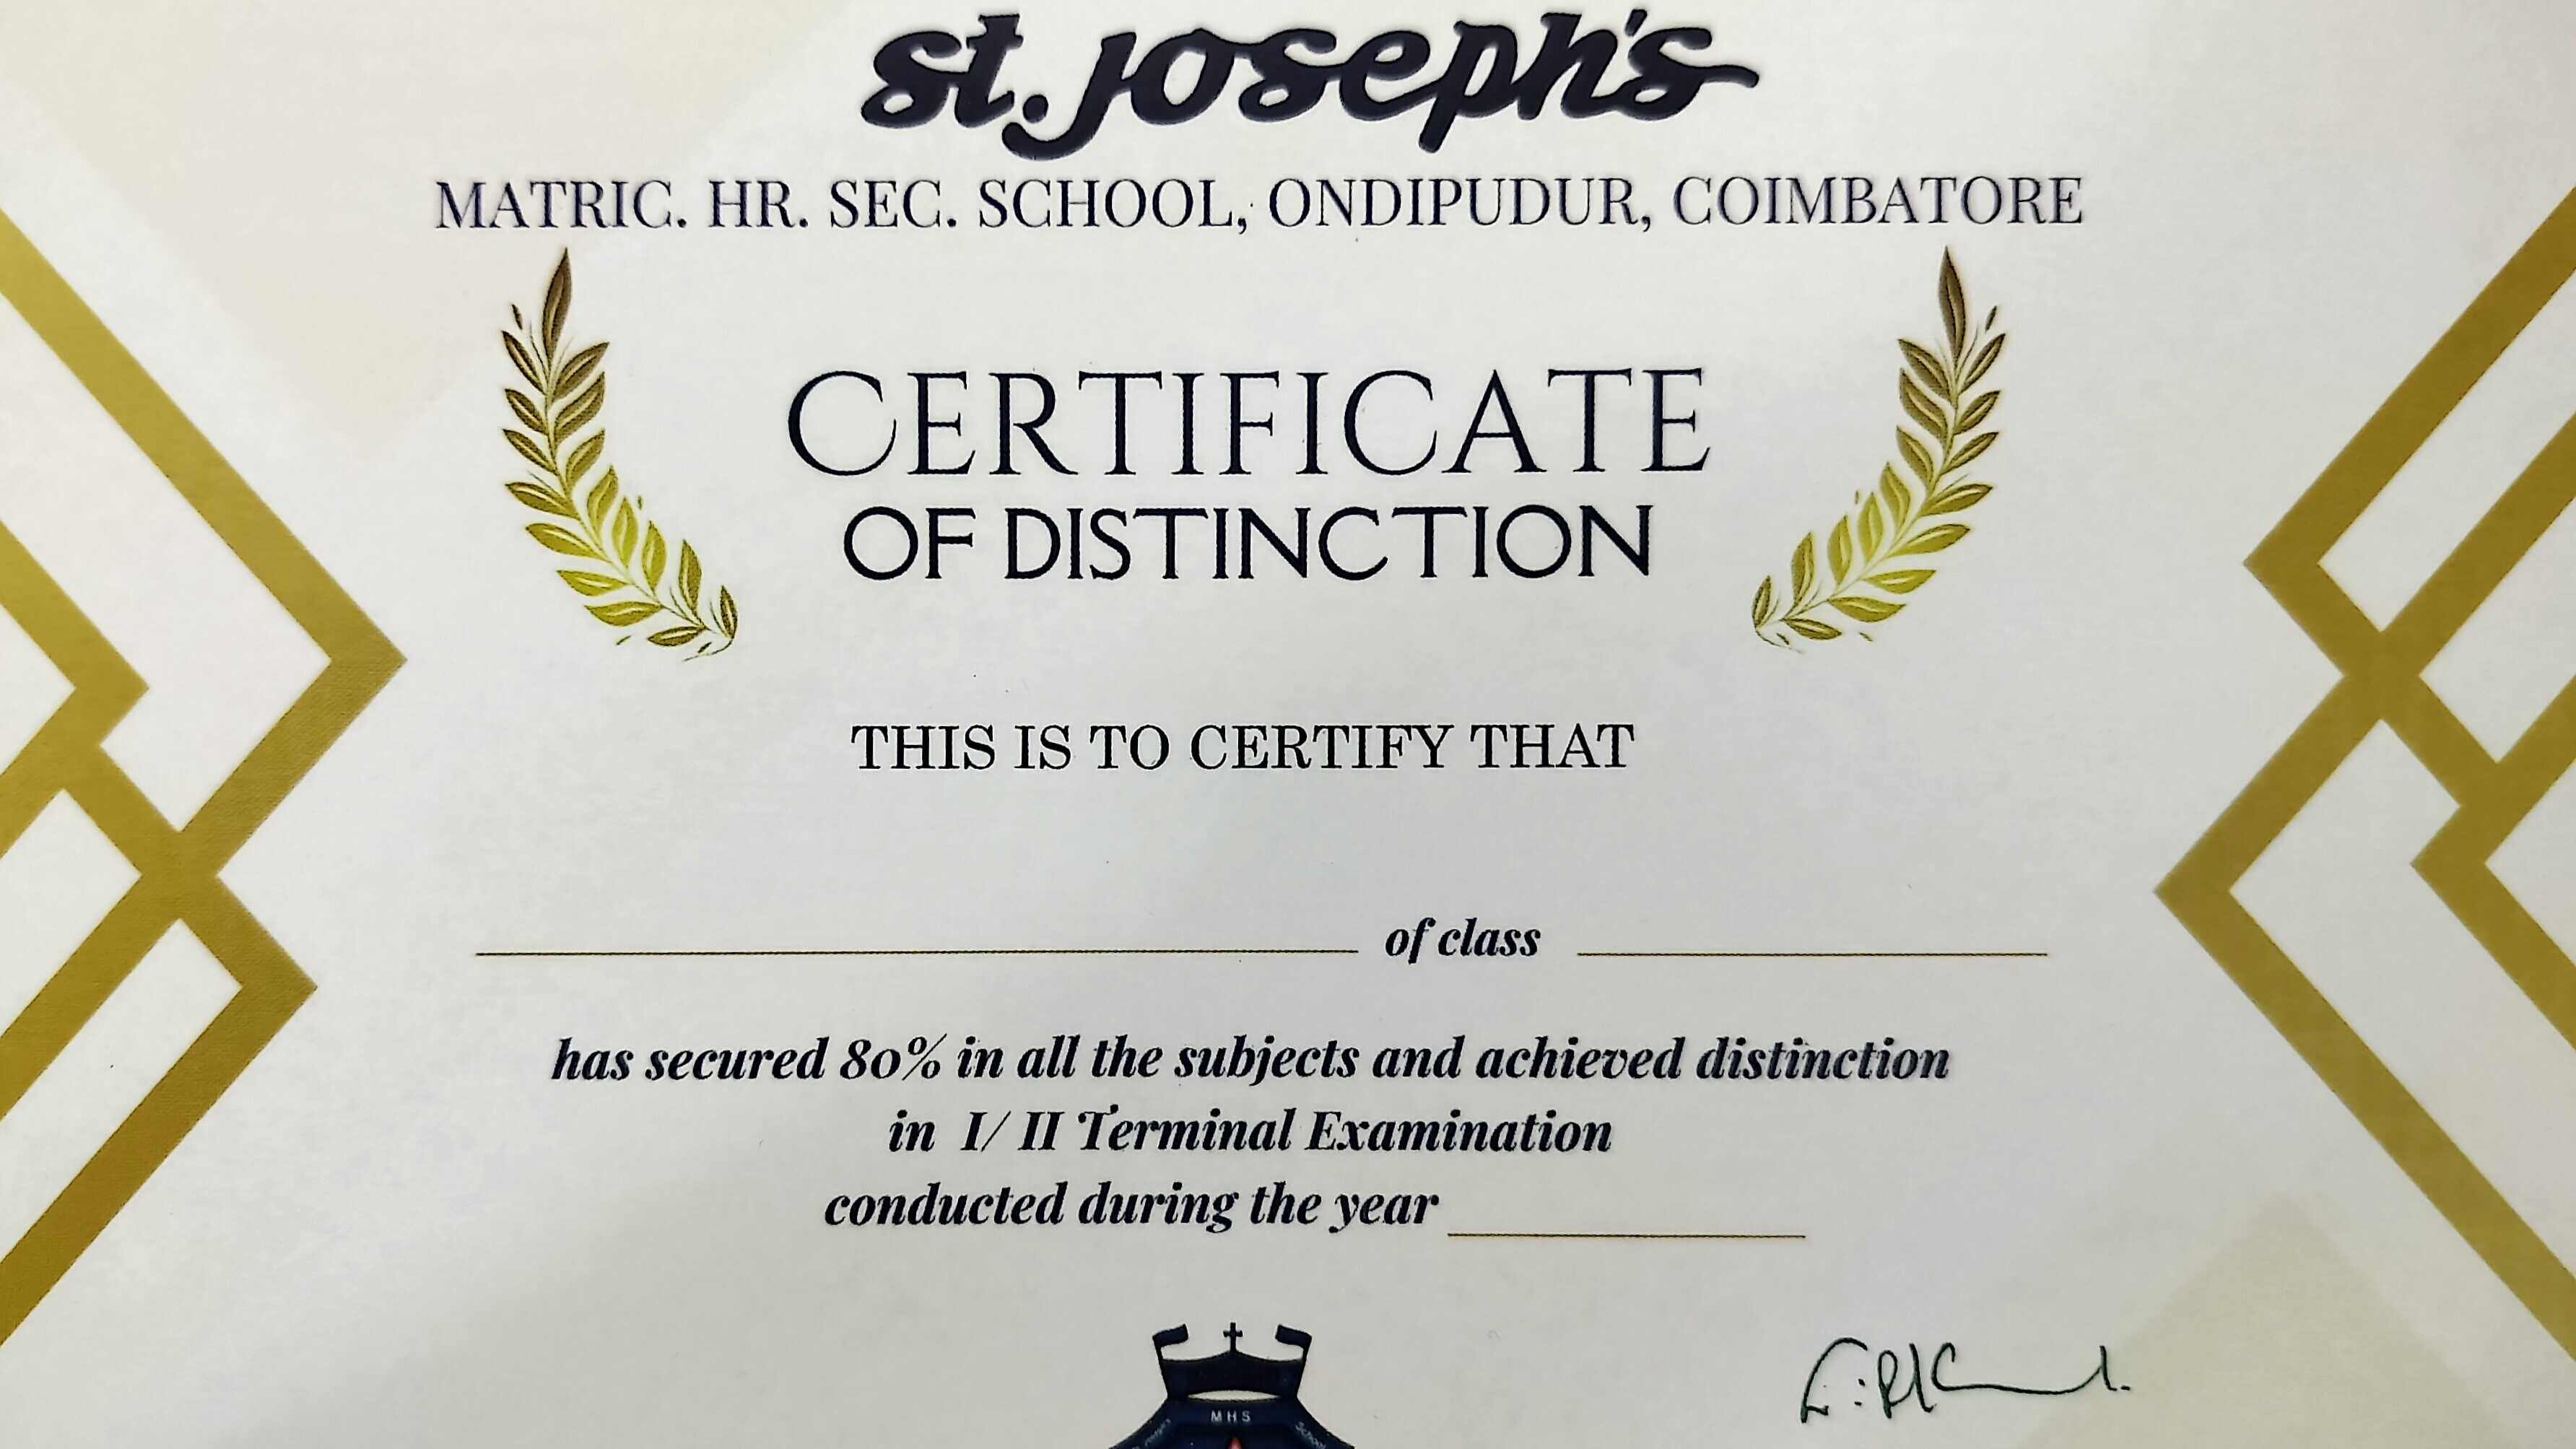 st. Joseph's
MATRIC. HR. SEC. SCHOOL, ONDIPUDUR, COIMBATORE
CERTIFICATE
OF DISTINCTION
THIS IS TO CERTIFY THAT
of class
has secured 80% in all the subjects and achieved distinction
in I/ II Terminal Examination
conducted during the year
MHS
School